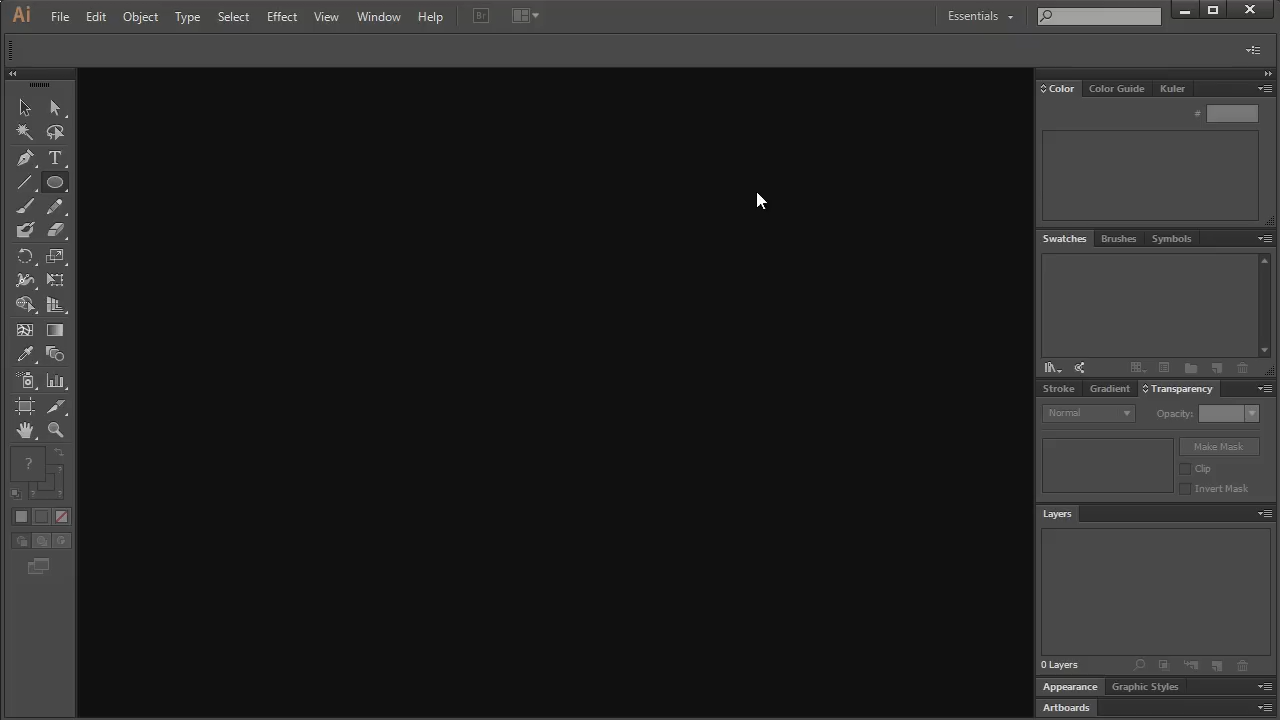 Ai File Edit Object Type Select Effect View Window Help Br Essentials
Color Color Guide Kuler
#
Swatches Brushes Symbols
Stroke Gradient Transparency
Normal Opacity:
Make Mask
Clip
Invert Mask
Layers
0 Layers
Appearance Graphic Styles
Artboards
T
?
?
?
?